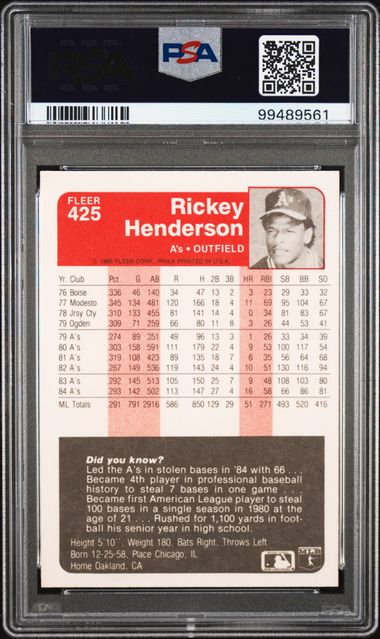 PSA
99489561
FLEER
425
Rickey
Henderson
A's • OUTFIELD
© 1985 FLEER CORP., PHILA PRINTED IN U.S.A.
Yr. Club Pct. G AB R H 2B 3B HR RBI SB BB SO
76 Boise .336 46 140 34 47 13 2 3 23 29 33 32
77 Modesto .345 134 481 120 166 18 4 11 69 95 104 67
78 Jrsy Cty .310 133 455 81 141 14 4 0 34 81 83 67
79 Ogden .309 71 259 66 80 11 8 3 26 44 53 41
79 A's .274 89 351 49 96 13 3 1 26 33 34 39
80 A's .303 158 591 111 179 22 4 9 53 100 117 54
81 A's .319 108 423 89 135 18 7 6 35 56 64 68
82 A's .267 149 536 119 143 24 4 10 51 130 116 94
83 A's .292 145 513 105 150 25 7 9 48 108 103 80
84 A's .293 142 502 113 147 27 4 16 58 66 86 81
ML Totals .291 791 2916 586 850 129 29 51 271 493 520 416
Did you know?
Led the A's in stolen bases in '84 with 66 . . .
Became 4th player in professional baseball
history to steal 7 bases in one game . . .
Became first American League player to steal
100 bases in a single season in 1980 at the
age of 21 . . . Rushed for 1,100 yards in foot-
ball his senior year in high school.
Height 5'10", Weight 180, Bats Right, Throws Left
Born 12-25-58, Place Chicago, IL
Home Oakland, CA